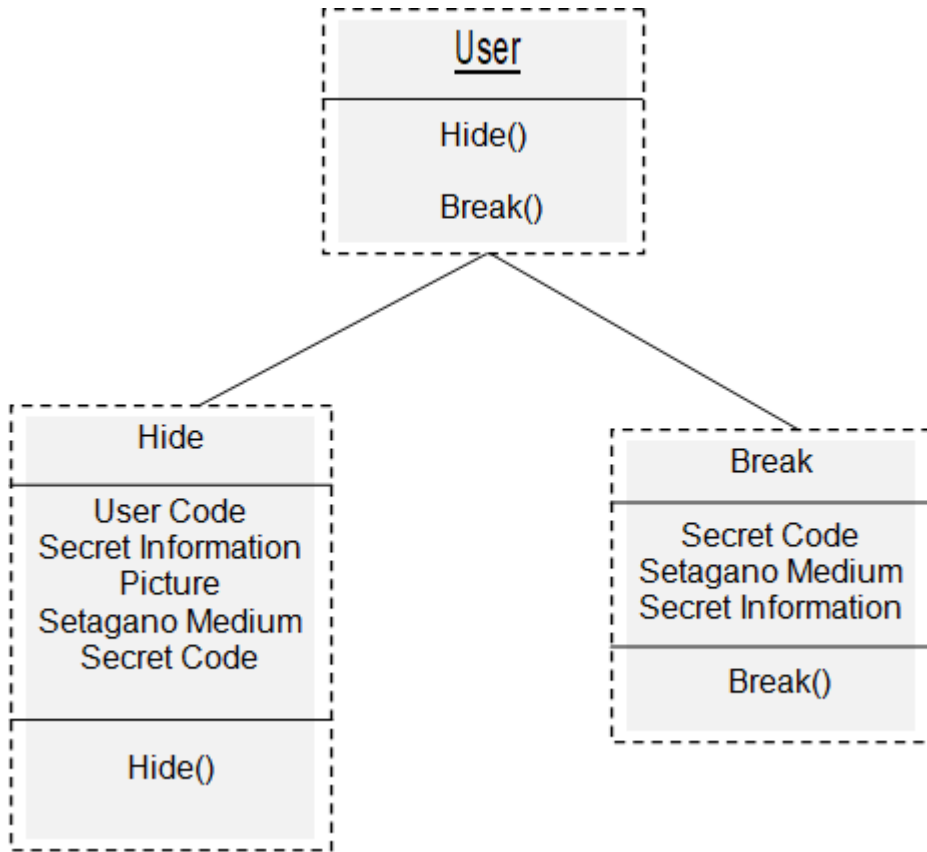 User
Hide()
Break()
Hide
User Code
Secret Information
Picture
Setagano Medium
Secret Code
Hide()
Break
Secret Code
Setagano Medium
Secret Information
Break()